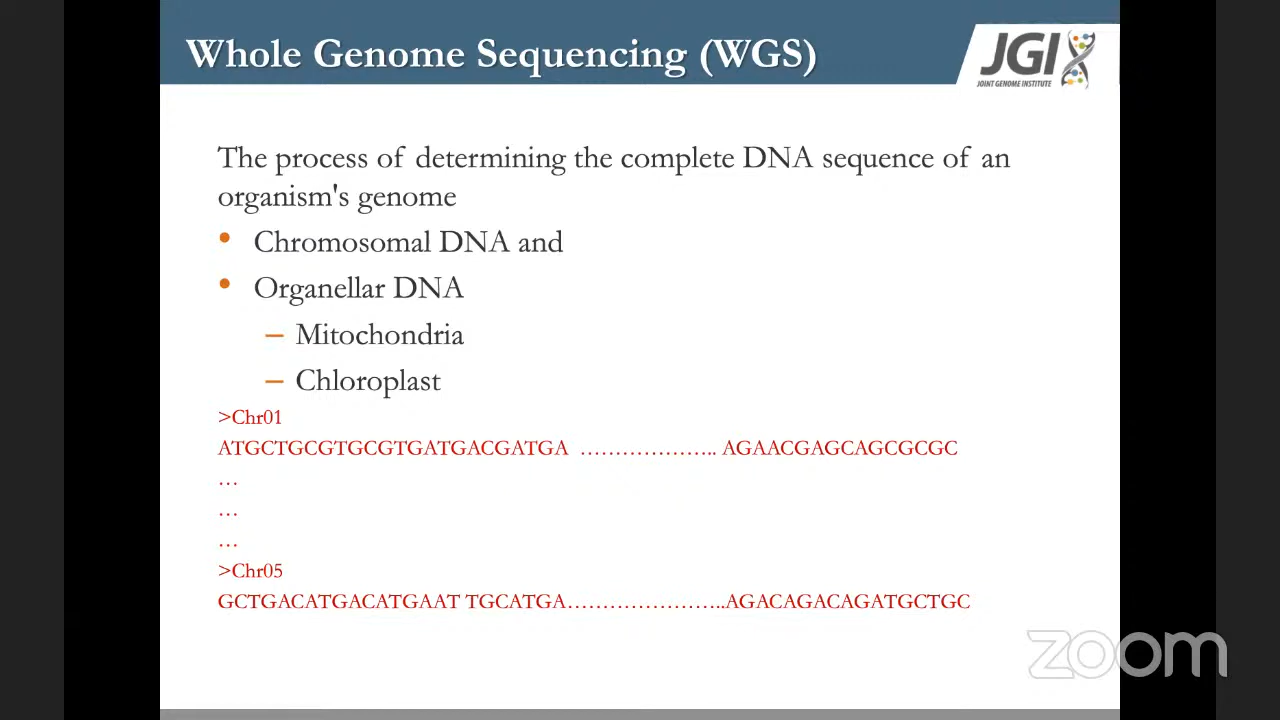 Whole Genome Sequencing (WGS)
JGI
JOINT GENOME INSTITUTE
The process of determining the complete DNA sequence of an
organism's genome
• Chromosomal DNA and
• Organellar DNA
– Mitochondria
– Chloroplast
>Chr01
ATGCTGCGTGCGTGATGACGATGA ……………….. AGAACGAGCAGCGCGC
…
…
…
>Chr05
GCTGACATGACATGAAT TGCATGA…………………..AGACAGACAGATGCTGC
zoom